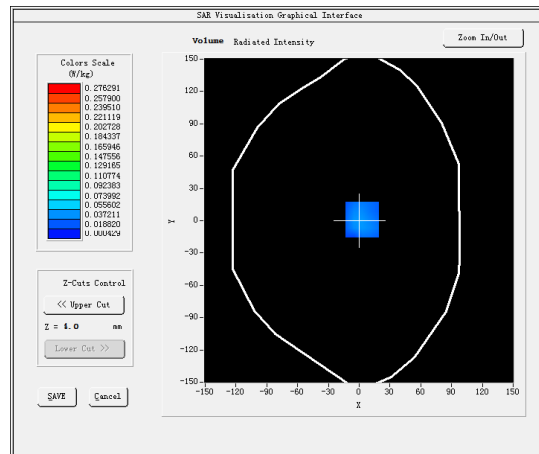 SAR Visualisation Graphical Interface
Volume Radiated Intensity
Zoom In/Out
Colors Scale
(W/kg)
0.276291
0.257900
0.239510
0.221119
0.202728
0.184337
0.165946
0.147556
0.129165
0.110774
0.092383
0.073992
0.055602
0.037211
0.018820
0.000429
150
120
90
60
30
0
-30
-60
-90
-120
-150
Y
-150 -120 -90 -60 -30 0 30 60 90 120 150
X
Z-Cuts Control
<< Upper Cut
Z = 4.0 mm
Lower Cut >>
SAVE
Cancel